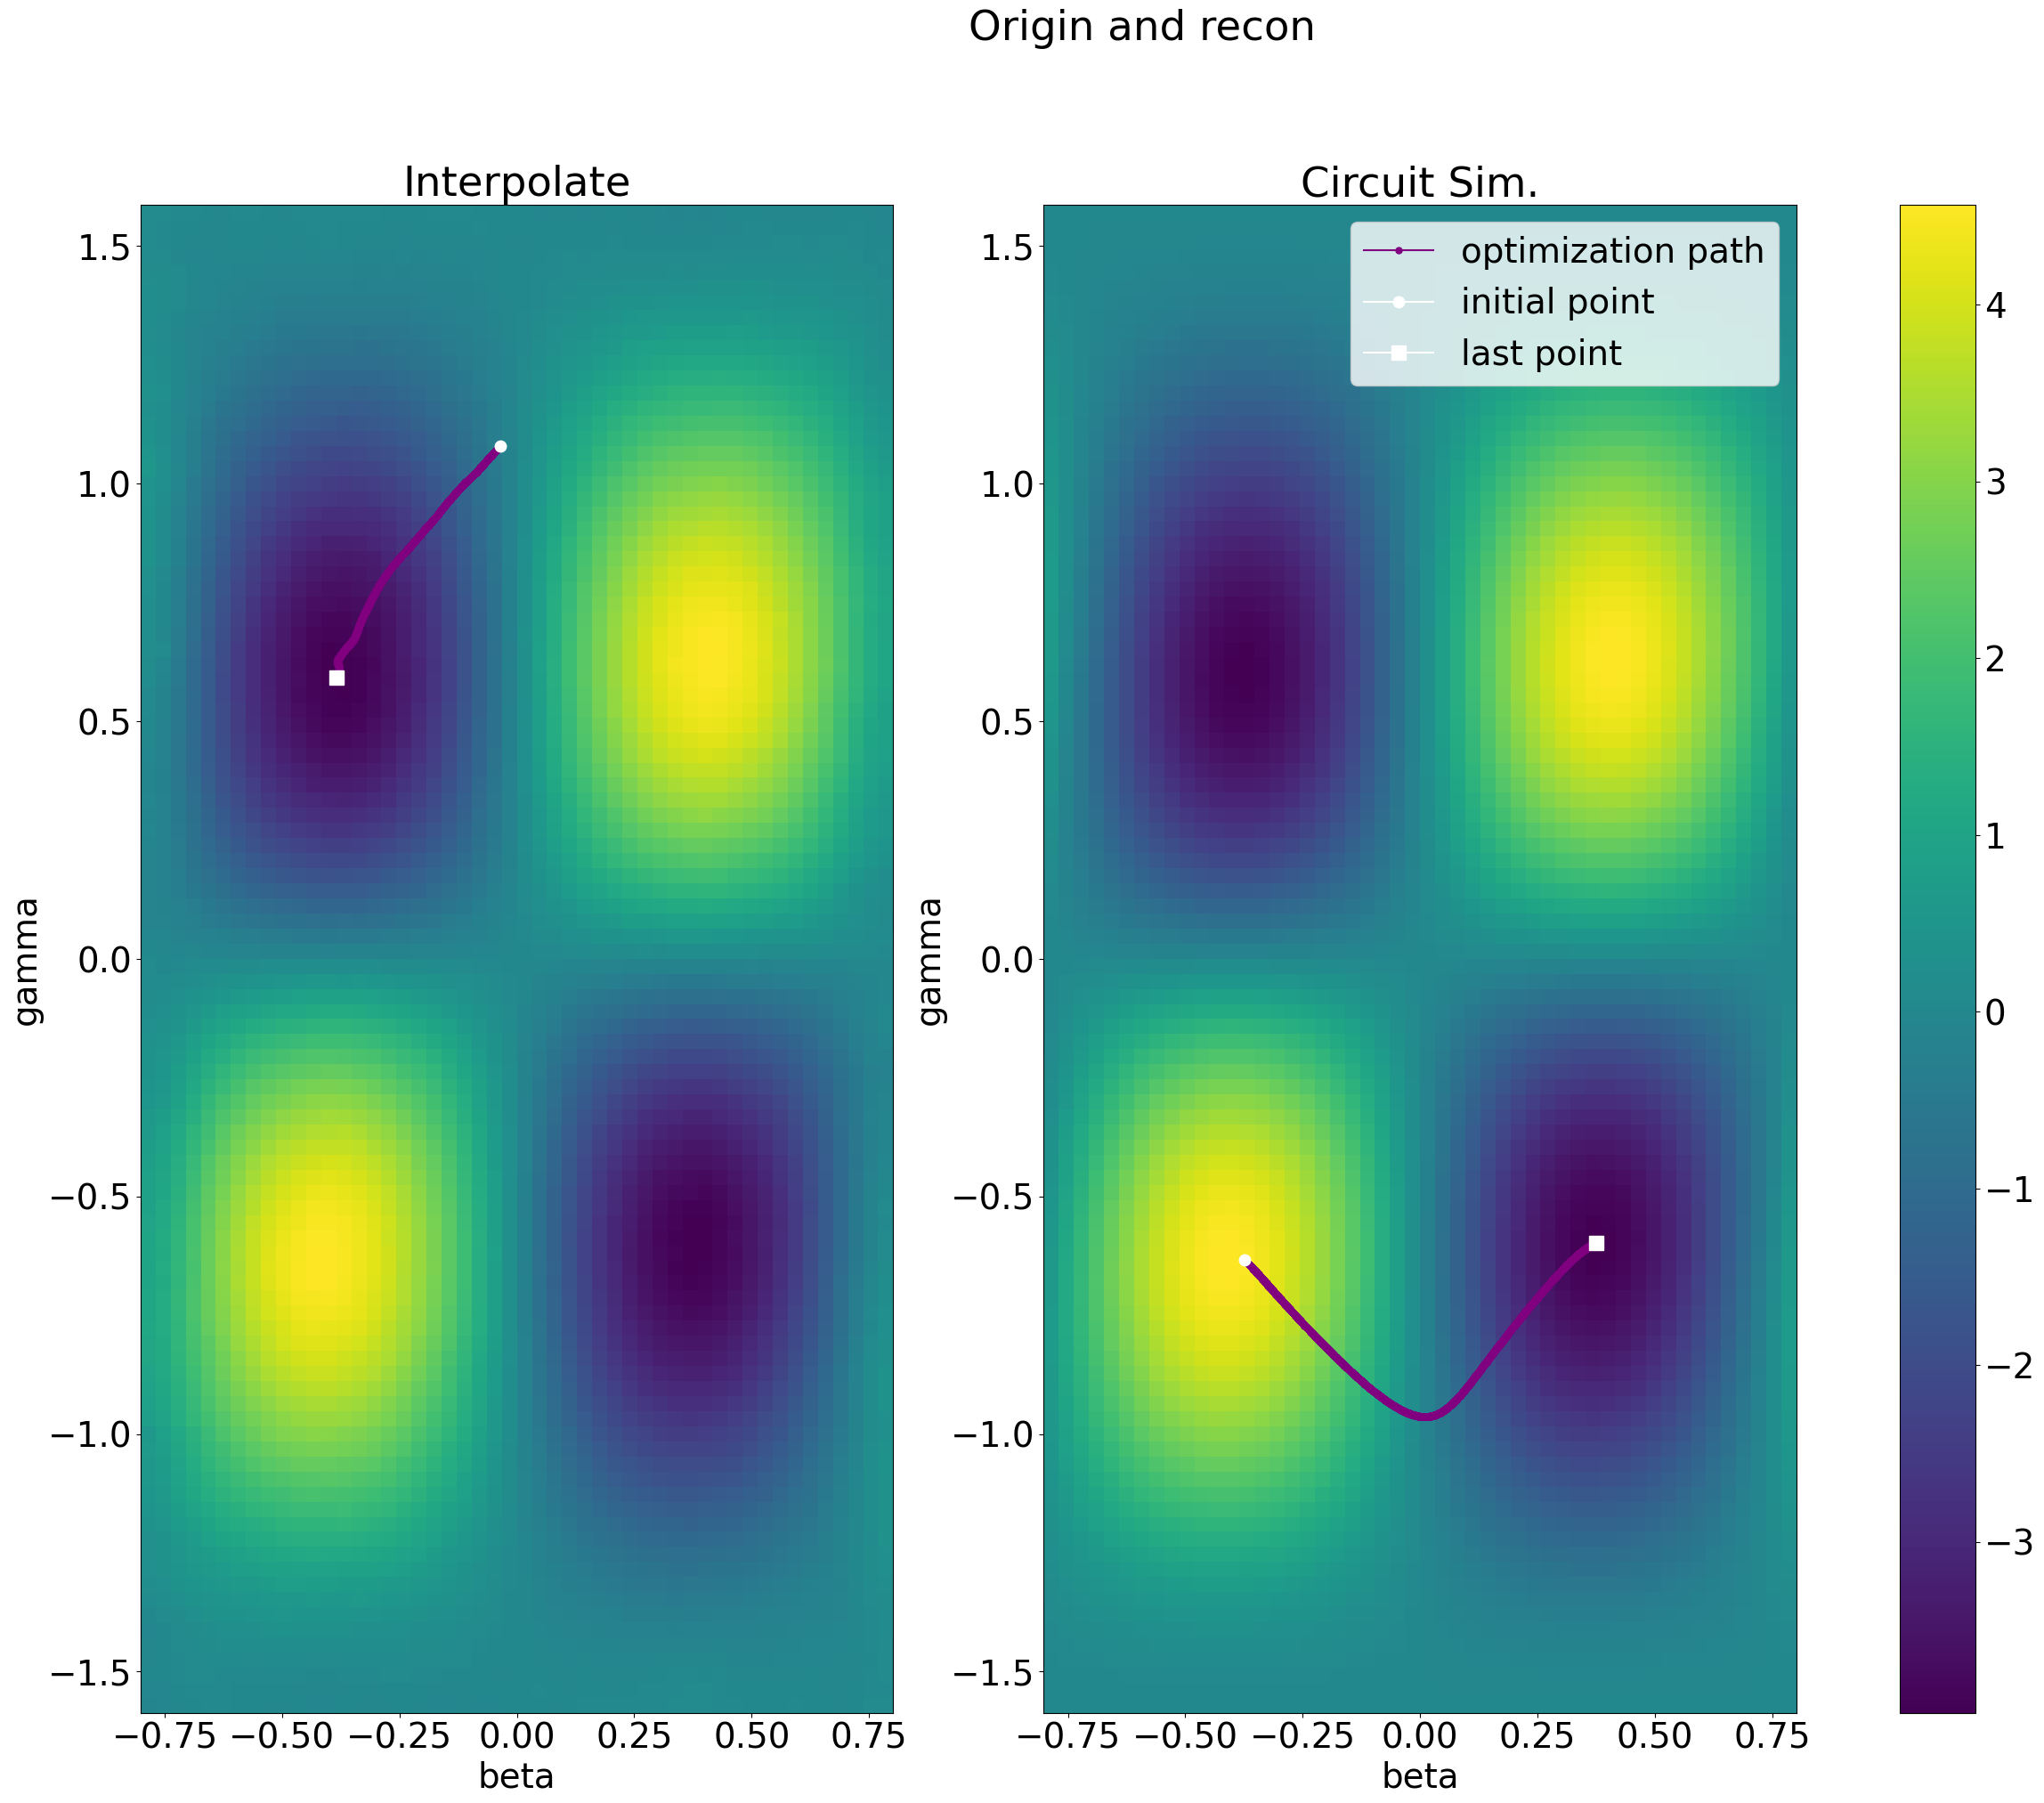 Origin and recon
Interpolate
1.5
1.0
0.5
0.0
−0.5
−1.0
−1.5
gamma
−0.75 −0.50 −0.25 0.00 0.25 0.50 0.75
beta
Circuit Sim.
optimization path
initial point
last point
1.5
1.0
0.5
0.0
−0.5
−1.0
−1.5
gamma
−0.75 −0.50 −0.25 0.00 0.25 0.50 0.75
beta
4
3
2
1
0
−1
−2
−3